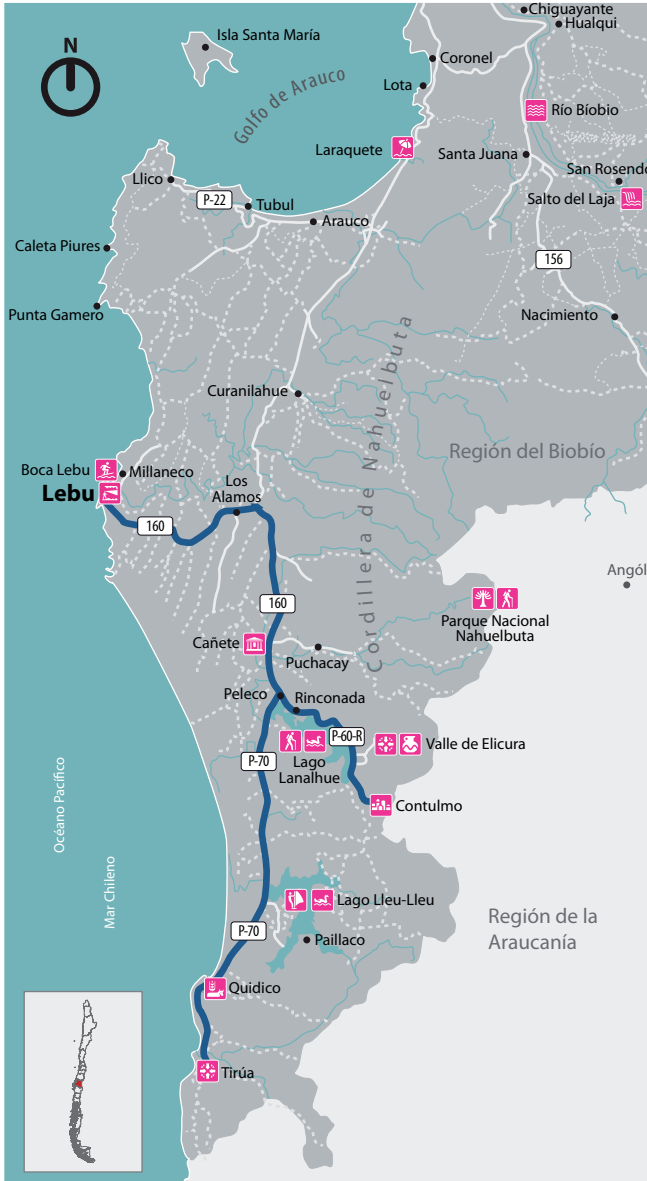 Chiguayante
Hualqui
N
Isla Santa María
Coronel
Golfo de Arauco
Lota
Río Bíobio
Laraquete
Santa Juana
San Rosendo
Llico
Salto del Laja
P-22
Tubul
Arauco
Caleta Piures
156
Punta Gamero
Nacimiento
Cordillera de Nahuelbuta
Curanilahue
Región del Biobío
Boca Lebu
Millaneco
Los
Alamos
Lebu
160
Angól
160
Parque Nacional
Nahuelbuta
Cañete
Puchacay
Peleco
Rinconada
P-60-R
Valle de Elicura
P-70
Lago
Lanalhue
Océano Pacífico
Contulmo
Mar Chileno
Lago Lleu-Lleu
Región de la
Araucanía
P-70
Paillaco
Quidico
Tirúa